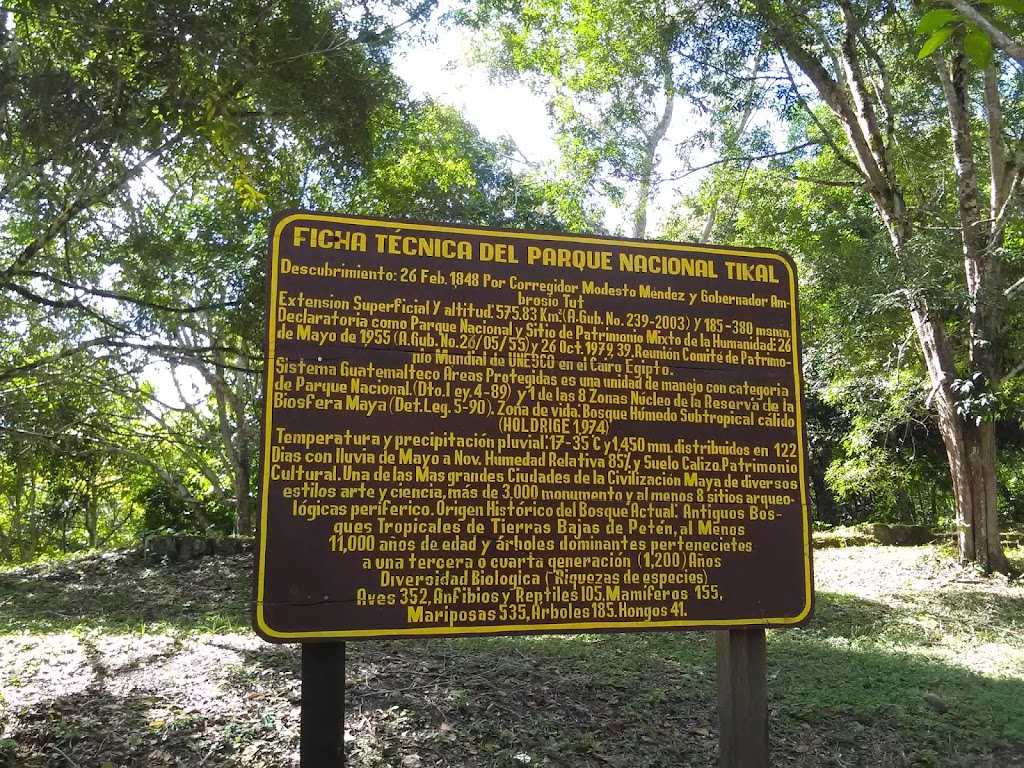 FICHA TÉCNICA DEL PARQUE NACIONAL TIKAL
Descubrimiento: 26 Feb. 1848 Por Corregidor Modesto Mendez y Gobernador Am-
brosio Tut
Extension Superficial Y altitud: 575.83 Km². (A.Gub. No. 239-2003) y 185-380 msnm.
Declaratoria como Parque Nacional y Sitio de Patrimonio Mixto de la Humanidad: 26
de Mayo de 1955 (A.Gub. No. 26/05/55) y 26 Oct. 1979, 39. Reunión Comité de Patrimo-
nio Mundial de UNESCO en el Cairo Egipto.
Sistema Guatemalteco Areas Protegidas es una unidad de manejo con categoria
de Parque Nacional. (Dto. Ley. 4-89) y 1 de las 8 Zonas Núcleo de la Reserva de la
Biosfera Maya (Det. Leg. 5-90). Zona de vida: Bosque Húmedo Subtropical cálido
(HOLDRIGE 1974)
Temperatura y precipitación pluvial: 17-35°C y 1,450 mm. distribuidos en 122
Dias con lluvia de Mayo a Nov. Humedad Relativa 85% y Suelo Calizo. Patrimonio
Cultural. Una de las Mas grandes Ciudades de la Civilización Maya de diversos
estilos arte y ciencia, más de 3,000 monumento y al menos 8 sitios arqueo-
lógicas periferico. Origen Histórico del Bosque Actual: Antiguos Bos-
ques Tropicales de Tierras Bajas de Petén, al Menos
11,000 años de edad y árboles dominantes pertenecietes
a una tercera o cuarta generación (1,200) Años
Diversidad Biologica ( Riquezas de especies)
Aves 352, Anfibios y Reptiles 105, Mamíferos 155,
Mariposas 535, Arboles 185. Hongos 41.